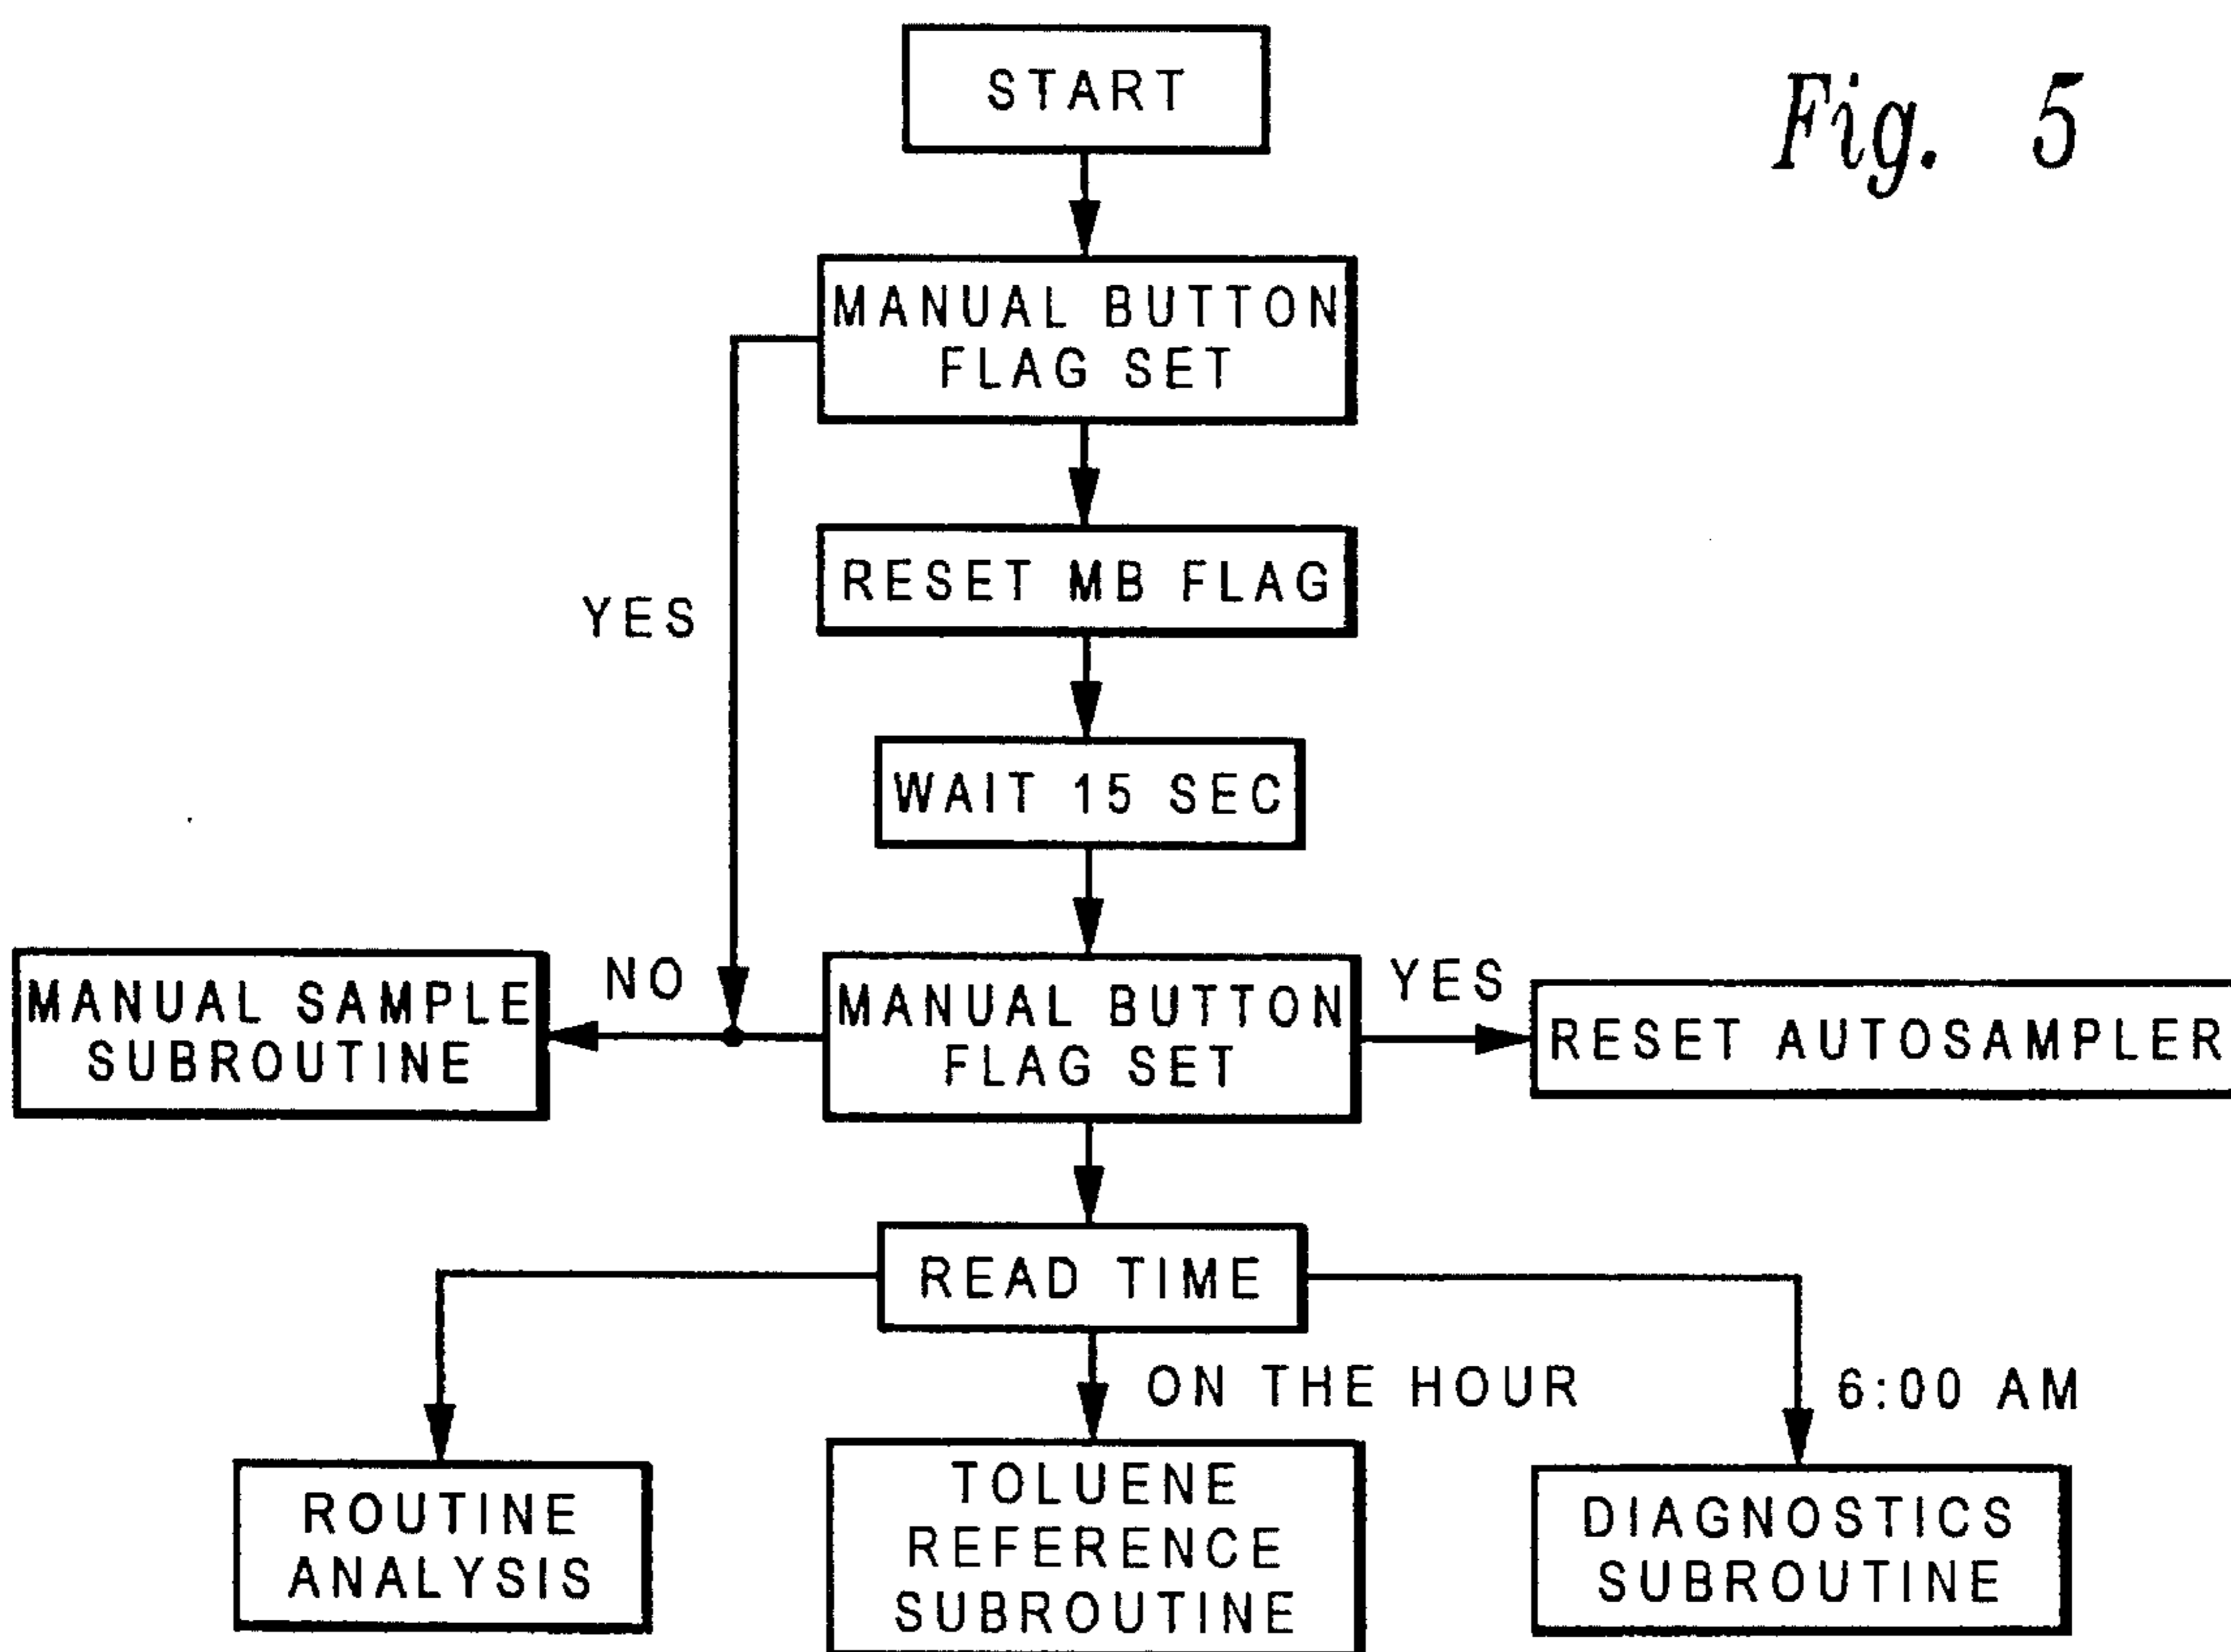 Fig. 5
START
MANUAL BUTTON
FLAG SET
RESET MB FLAG
YES
WAIT 15 SEC
MANUAL SAMPLE
SUBROUTINE
NO
MANUAL BUTTON
FLAG SET
YES
RESET AUTOSAMPLER
READ TIME
ON THE HOUR
6:00 AM
ROUTINE
ANALYSIS
TOLUENE
REFERENCE
SUBROUTINE
DIAGNOSTICS
SUBROUTINE